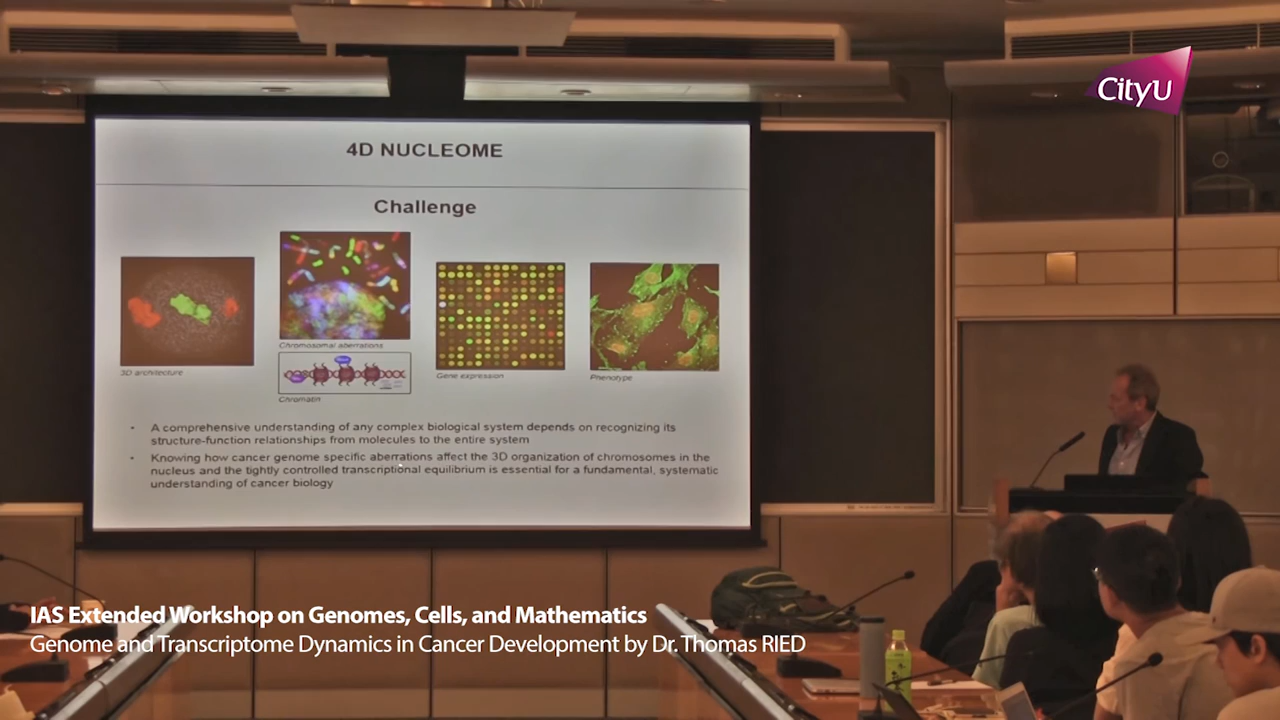 CityU
4D NUCLEOME
Challenge
3D architecture
Chromosomal aberrations
Chromatin
Gene expression
Phenotype
• A comprehensive understanding of any complex biological system depends on recognizing its
structure-function relationships from molecules to the entire system
• Knowing how cancer genome specific aberrations affect the 3D organization of chromosomes in the
nucleus and the tightly controlled transcriptional equilibrium is essential for a fundamental, systematic
understanding of cancer biology
IAS Extended Workshop on Genomes, Cells, and Mathematics
Genome and Transcriptome Dynamics in Cancer Development by Dr. Thomas RIED